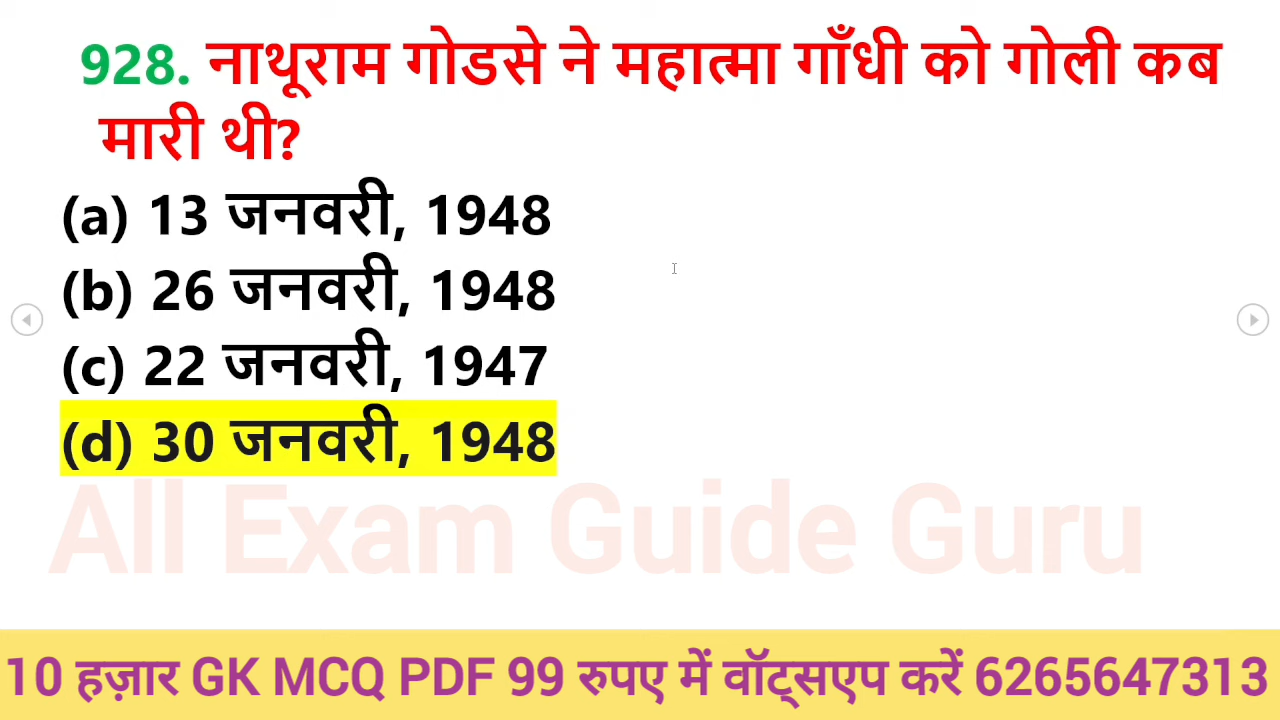 928. नाथूराम गोडसे ने महात्मा गाँधी को गोली कब
मारी थी?
(a) 13 जनवरी, 1948
(b) 26 जनवरी, 1948
(c) 22 जनवरी, 1947
(d) 30 जनवरी, 1948
All Exam Guide Guru
10 हज़ार GK MCQ PDF 99 रुपए में वॉट्सएप करें 6265647313